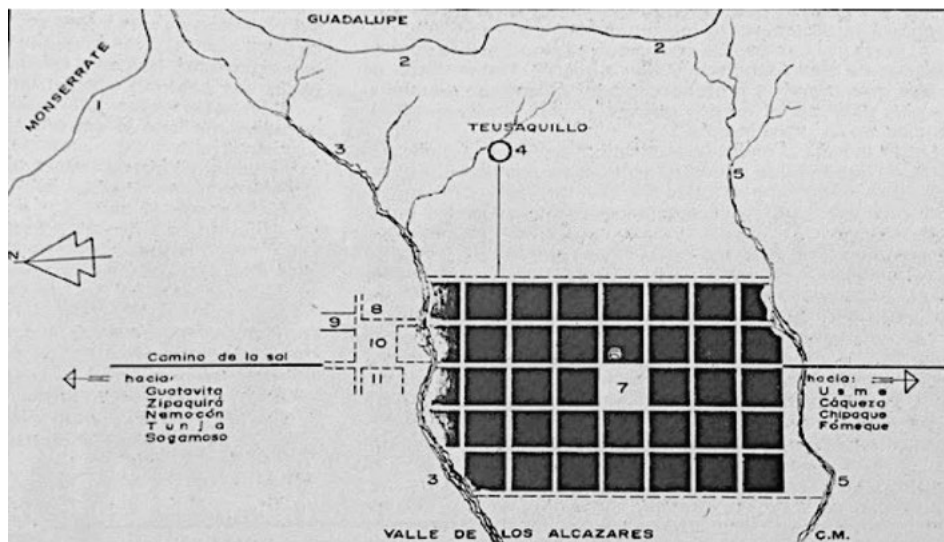 GUADALUPE
MONSERRATE
1
2
2
3
TEUSAQUILLO
4
5
Z
8
9
10
11
6
7
Camino de la sal
hacia:
Guatavita
Zipaquirá
Nemocón
Tunja
Sogamoso
hacia:
Usme
Cáqueza
Chipaque
Fómeque
3
5
VALLE DE LOS ALCAZARES
C.M.